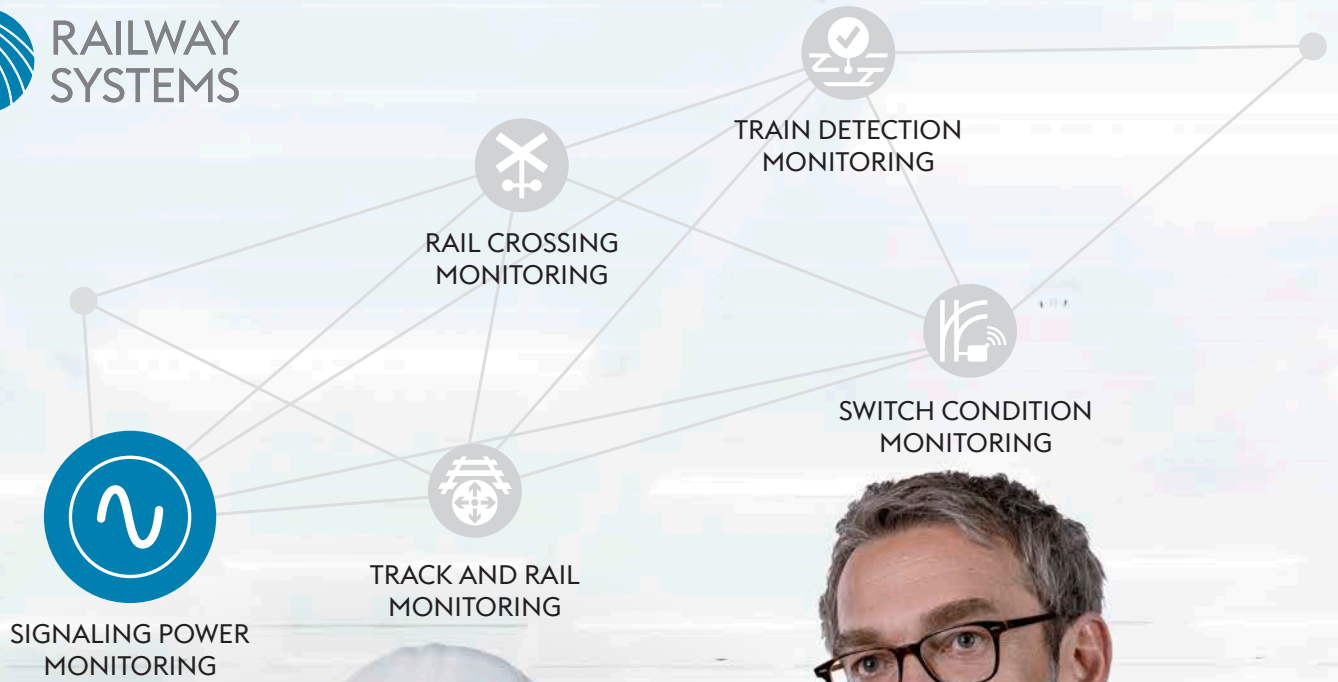 RAILWAY
SYSTEMS
TRAIN DETECTION
MONITORING
RAIL CROSSING
MONITORING
SWITCH CONDITION
MONITORING
TRACK AND RAIL
MONITORING
SIGNALING POWER
MONITORING